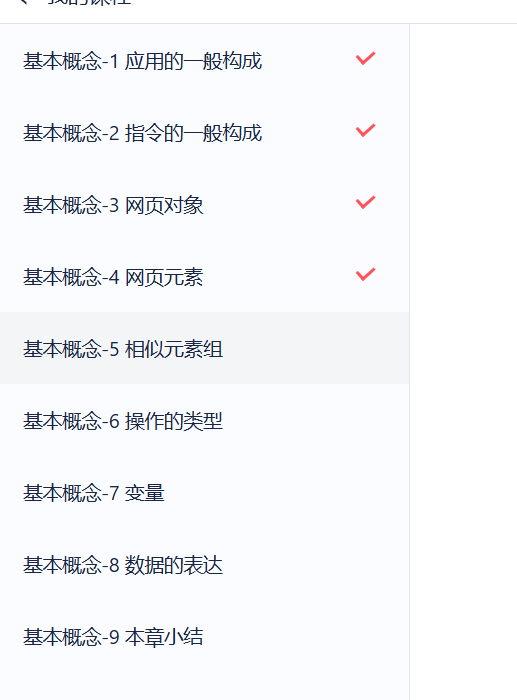 我的课程
基本概念-1 应用的一般构成
基本概念-2 指令的一般构成
基本概念-3 网页对象
基本概念-4 网页元素
基本概念-5 相似元素组
基本概念-6 操作的类型
基本概念-7 变量
基本概念-8 数据的表达
基本概念-9 本章小结